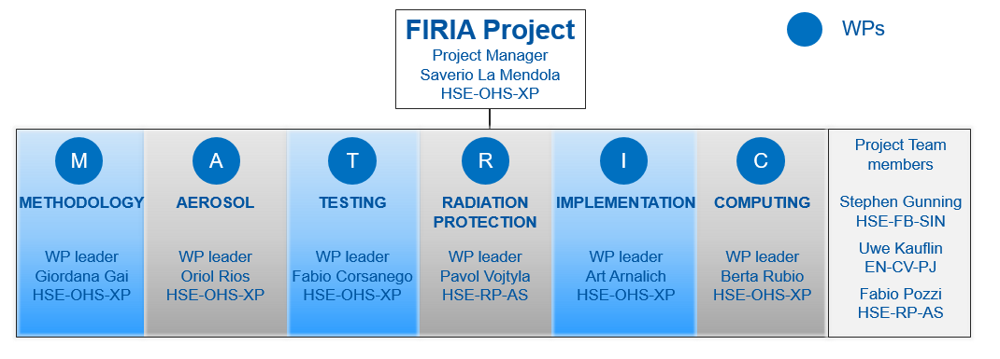 FIRIA Project
Project Manager
Saverio La Mendola
HSE-OHS-XP
WPs
M
METHODOLOGY
WP leader
Giordana Gai
HSE-OHS-XP
A
AEROSOL
WP leader
Oriol Rios
HSE-OHS-XP
T
TESTING
WP leader
Fabio Corsanego
HSE-OHS-XP
R
RADIATION
PROTECTION
WP leader
Pavol Vojtyla
HSE-RP-AS
I
IMPLEMENTATION
WP leader
Art Arnalich
HSE-OHS-XP
C
COMPUTING
WP leader
Berta Rubio
HSE-OHS-XP
Project Team
members
Stephen Gunning
HSE-FB-SIN
Uwe Kauflin
EN-CV-PJ
Fabio Pozzi
HSE-RP-AS